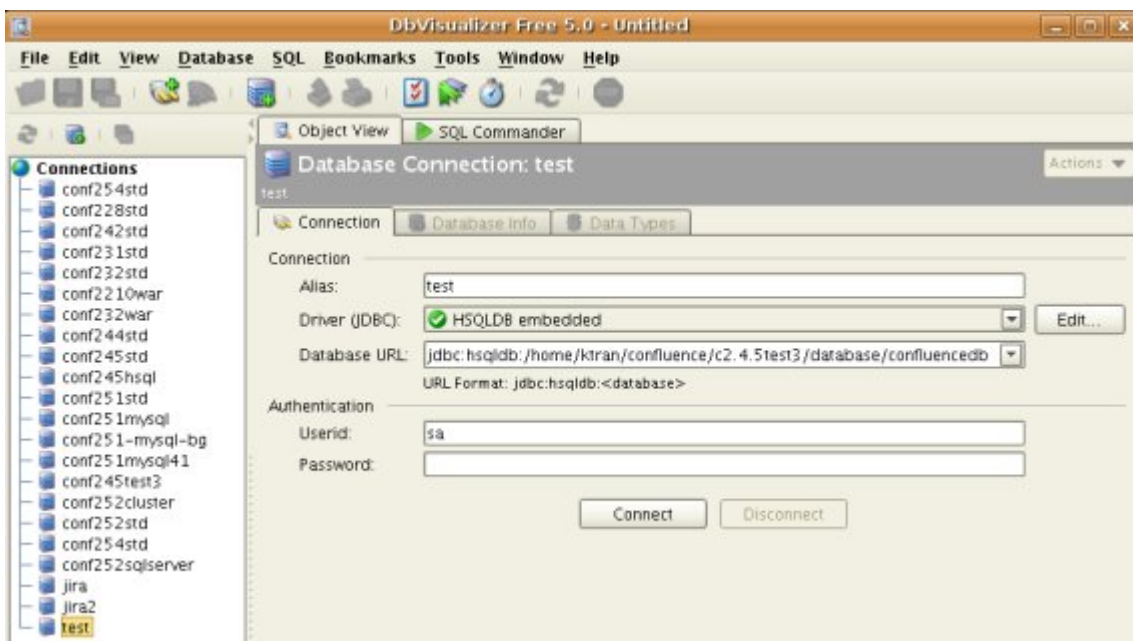 DbVisualizer Free 5.0 - Untitled
File Edit View Database SQL Bookmarks Tools Window Help
Object View SQL Commander
Connections
conf254std
conf228std
conf242std
conf231std
conf232std
conf2210war
conf232war
conf244std
conf245std
conf245hsql
conf251std
conf251mysql
conf251-mysql-bg
conf251mysql41
conf245test3
conf252cluster
conf252std
conf254std
conf252sqlserver
jira
jira2
test
Database Connection: test
Actions
test
Connection Database Info Data Types
Connection
Alias: test
Driver (JDBC): HSQLDB embedded Edit...
Database URL: jdbc:hsqldb:/home/ktran/confluence/c2.4.5test3/database/confluencedb
URL Format: jdbc:hsqldb:<database>
Authentication
Userid: sa
Password:
Connect Disconnect